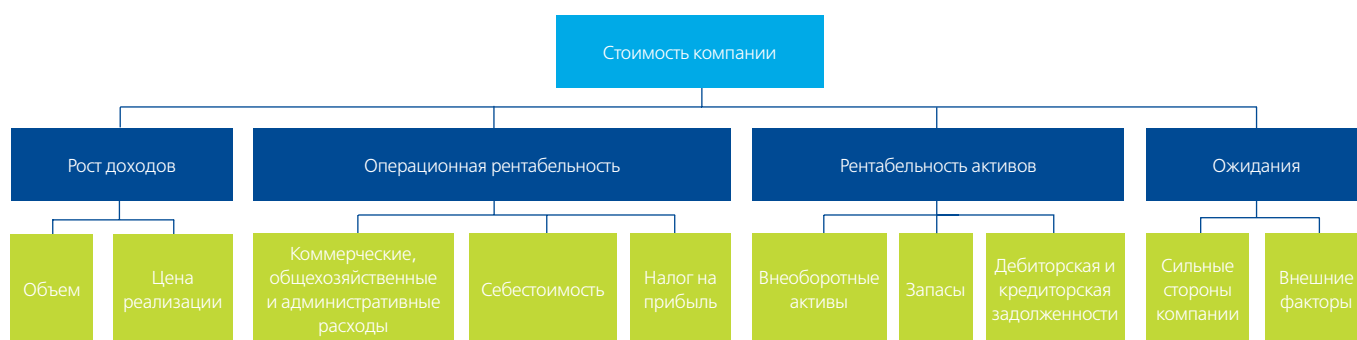 Стоимость компании
Рост доходов
Операционная рентабельность
Рентабельность активов
Ожидания
Объем
Цена
реализации
Коммерческие,
общехозяйственные
и административные
расходы
Себестоимость
Налог на
прибыль
Внеоборотные
активы
Запасы
Дебиторская и
кредиторская
задолженности
Сильные
стороны
компании
Внешние
факторы